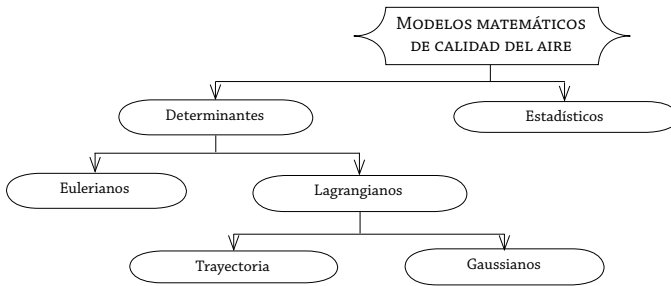 MODELOS MATEMÁTICOS
DE CALIDAD DEL AIRE
Determinantes
Estadísticos
Eulerianos
Lagrangianos
Trayectoria
Gaussianos